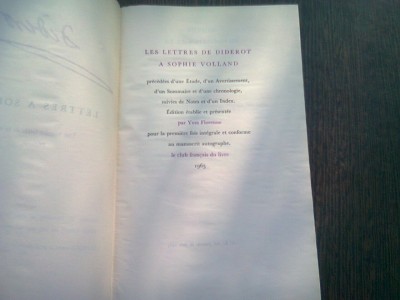 LES LETTRES DE DIDEROT
A SOPHIE VOLLAND
précédées d'une Étude, d'un Avertissement,
d'un Sommaire et d'une chronologie,
suivies de Notes et d'un Index.
Édition établie et présentée
par Yves Florenne
pour la première fois intégrale et conforme
au manuscrit autographe,
le club français du livre
1965.